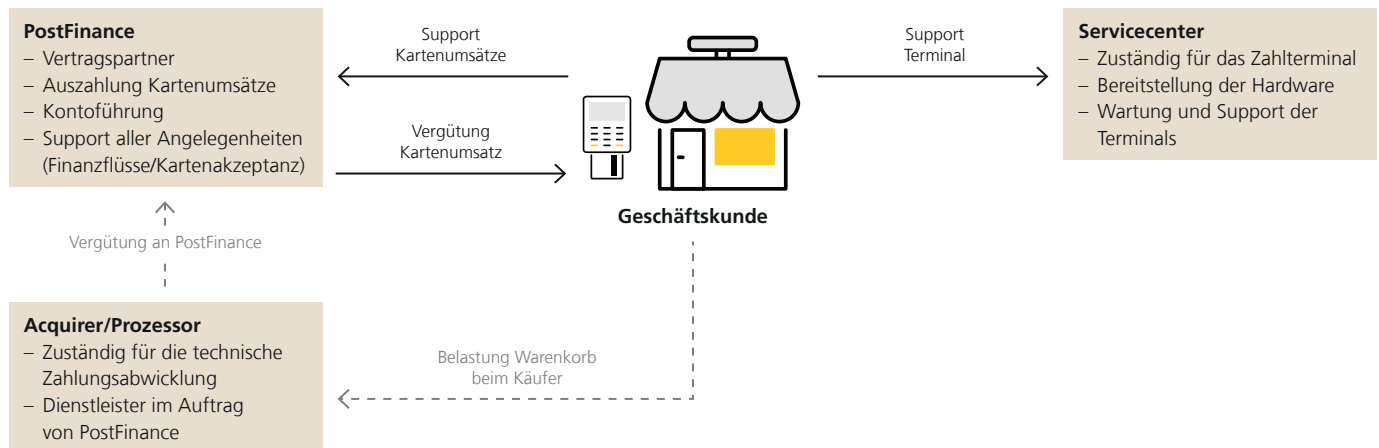 PostFinance
– Vertragspartner
– Auszahlung Kartenumsätze
– Kontoführung
– Support aller Angelegenheiten
(Finanzflüsse/Kartenakzeptanz)
Support
Kartenumsätze
Vergütung
Kartenumsatz
Geschäftskunde
Support
Terminal
Servicecenter
– Zuständig für das Zahlterminal
– Bereitstellung der Hardware
– Wartung und Support der
Terminals
Vergütung an PostFinance
Acquirer/Prozessor
– Zuständig für die technische
Zahlungsabwicklung
– Dienstleister im Auftrag
von PostFinance
Belastung Warenkorb
beim Käufer